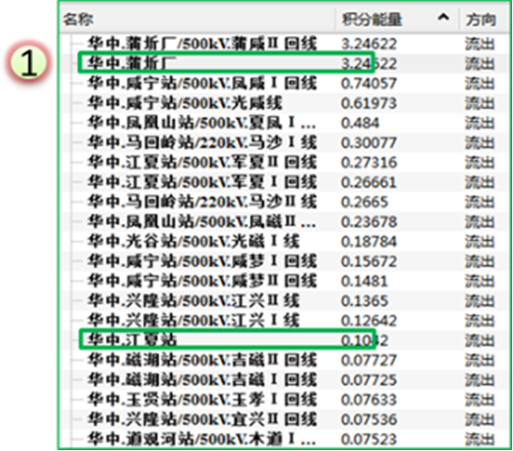 名称 积分能量 方向
①
华中.蒲圻厂/500kV.蒲咸Ⅱ回线 3.24622 流出
华中.蒲圻厂 3.24622 流出
华中.咸宁站/500kV.凤咸Ⅰ回线 0.74057 流出
华中.咸宁站/500kV.光咸线 0.61973 流出
华中.凤凰山站/500kV.夏凤Ⅰ... 0.484 流出
华中.马回岭站/220kV.马沙Ⅰ线 0.30077 流出
华中.江夏站/500kV.军夏Ⅱ回线 0.27316 流出
华中.江夏站/500kV.军夏Ⅰ回线 0.26661 流出
华中.马回岭站/220kV.马沙Ⅱ线 0.2665 流出
华中.凤凰山站/500kV.凤磁Ⅱ... 0.23678 流出
华中.光谷站/500kV.光磁Ⅰ线 0.18784 流出
华中.咸宁站/500kV.咸梦Ⅰ回线 0.15672 流出
华中.咸宁站/500kV.咸梦Ⅱ回线 0.1481 流出
华中.兴隆站/500kV.江兴Ⅱ线 0.1365 流出
华中.兴隆站/500kV.江兴Ⅰ线 0.12642 流出
华中.江夏站 0.1042 流出
华中.磁湖站/500kV.吉磁Ⅱ回线 0.07727 流出
华中.磁湖站/500kV.吉磁Ⅰ回线 0.07725 流出
华中.玉贤站/500kV.玉孝Ⅰ回线 0.07633 流出
华中.兴隆站/500kV.宜兴Ⅱ回线 0.07536 流出
华中.道观河站/500kV.木道Ⅰ... 0.07523 流出